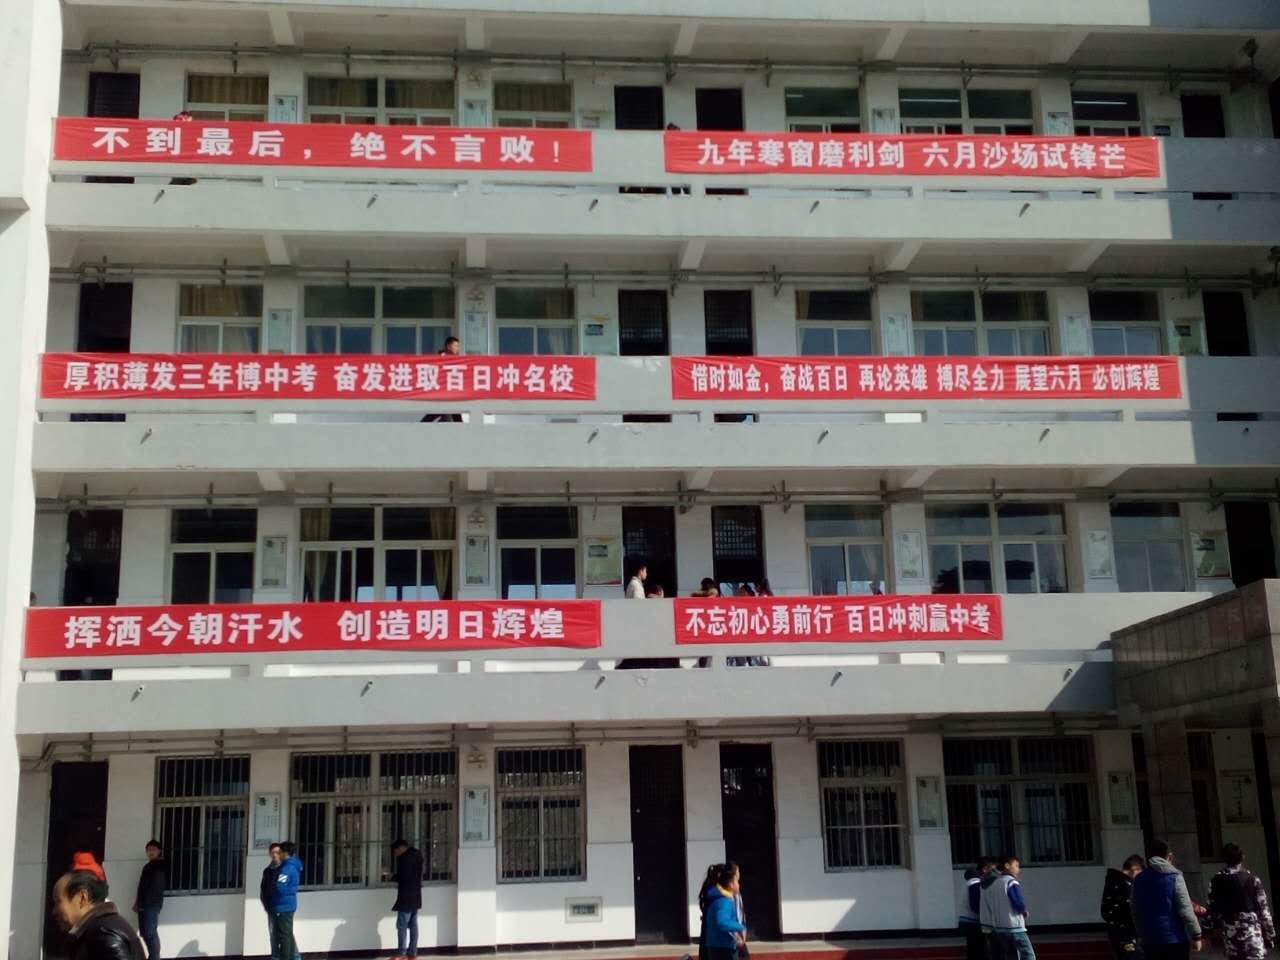 不到最后，绝不言败！
九年寒窗磨利剑 六月沙场试锋芒
厚积薄发三年博中考 奋发进取百日冲名校
惜时如金，奋战百日 再论英雄 搏尽全力 展望六月 必创辉煌
挥洒今朝汗水 创造明日辉煌
不忘初心勇前行 百日冲刺赢中考